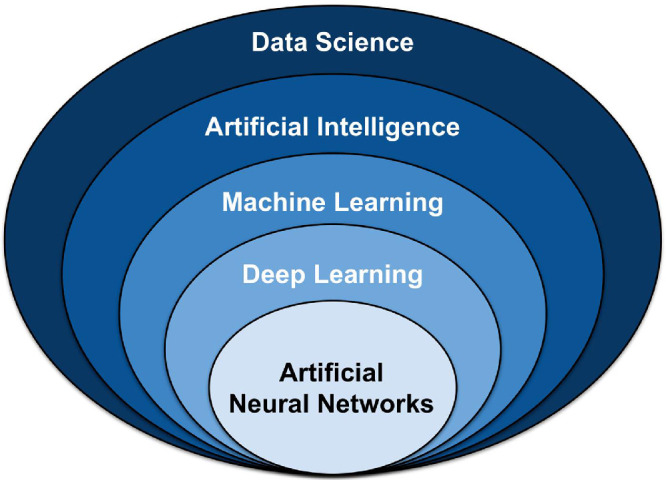 Data Science
Artificial Intelligence
Machine Learning
Deep Learning
Artificial
Neural Networks